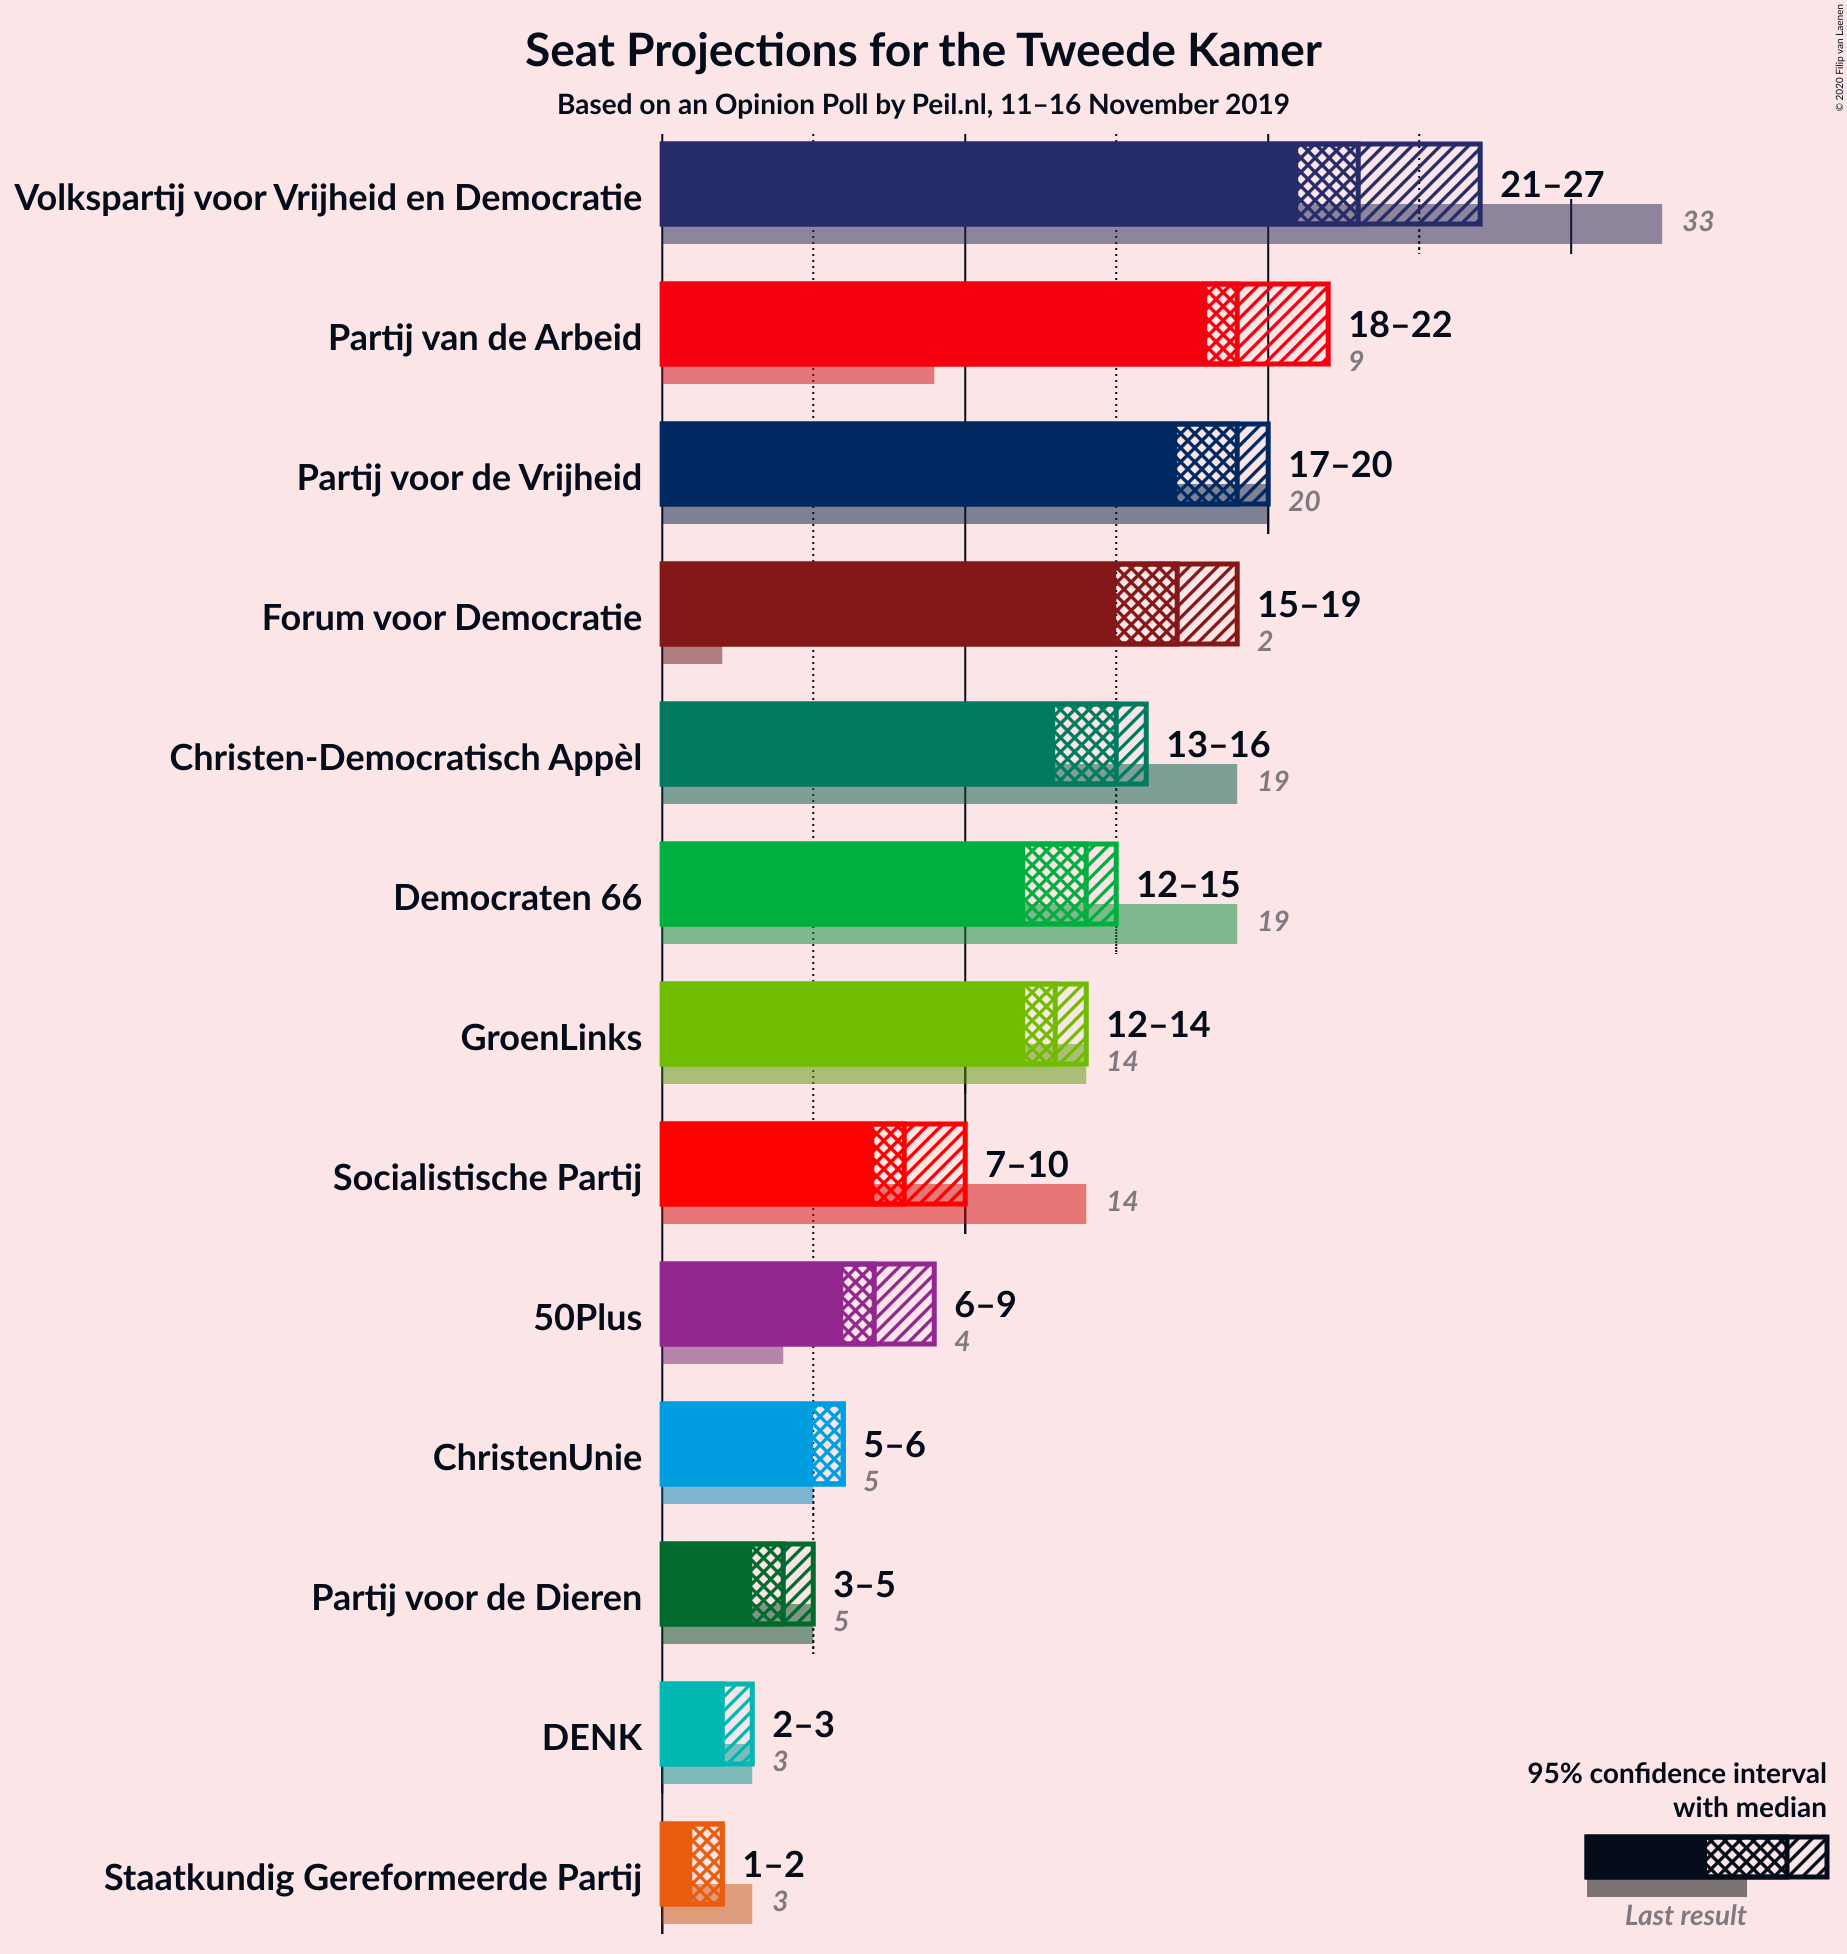 Seat Projections for the Tweede Kamer
Based on an Opinion Poll by Peil.nl, 11–16 November 2019
© 2020 Filip van Laenen
Volkspartij voor Vrijheid en Democratie
21–27
33
Partij van de Arbeid
18–22
9
Partij voor de Vrijheid
17–20
20
Forum voor Democratie
15–19
2
Christen-Democratisch Appèl
13–16
19
Democraten 66
12–15
19
GroenLinks
12–14
14
Socialistische Partij
7–10
14
50Plus
6–9
4
ChristenUnie
5–6
5
Partij voor de Dieren
3–5
5
DENK
2–3
3
Staatkundig Gereformeerde Partij
1–2
3
95% confidence interval
with median
Last result